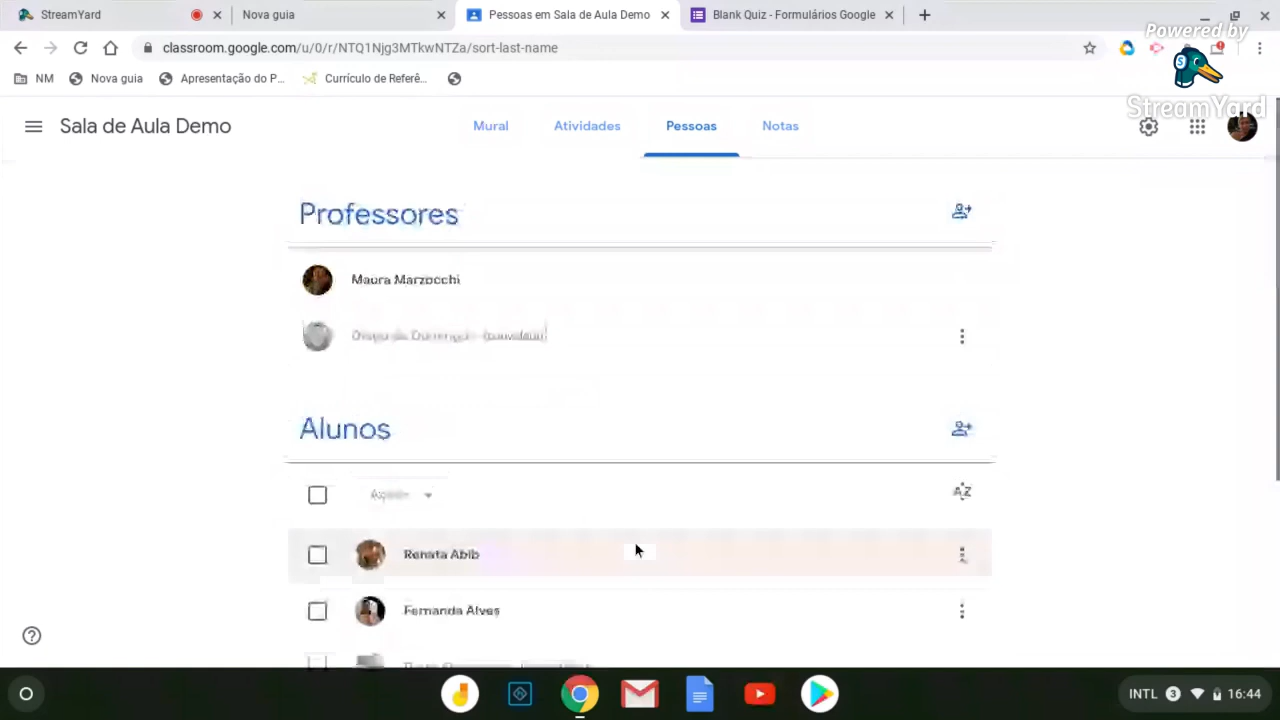 StreamYard
Nova guia
Pessoas em Sala de Aula Demo
Blank Quiz - Formulários Google
Powered by
StreamYard
classroom.google.com/u/0/r/NTQ1Njg3MTkwNTZa/sort-last-name
NM
Nova guia
Apresentação do P...
Currículo de Referê...
Sala de Aula Demo
Mural
Atividades
Pessoas
Notas
Professores
Maura Marzocchi
Alunos
AZ
Renata Abib
Fernanda Alves
INTL
3
16:44